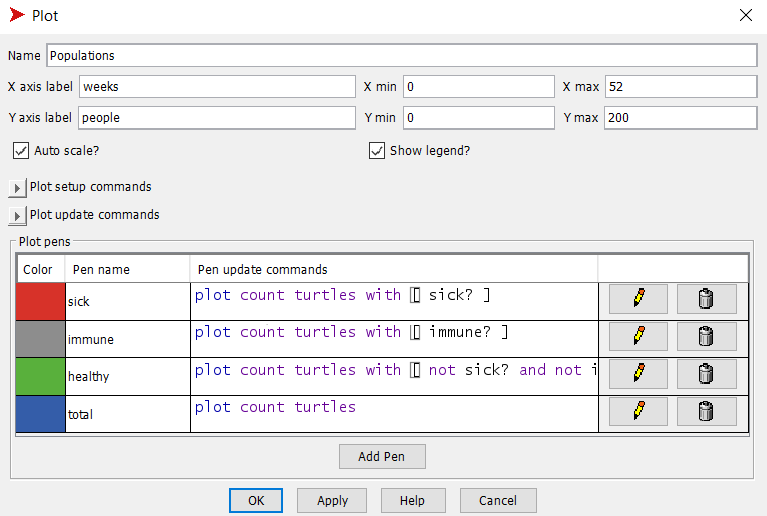 Plot
Name Populations
X axis label weeks X min 0 X max 52
Y axis label people Y min 0 Y max 200
Auto scale? Show legend?
Plot setup commands
Plot update commands
Plot pens
Color Pen name Pen update commands
sick plot count turtles with [ sick? ]
immune plot count turtles with [ immune? ]
healthy plot count turtles with [ not sick? and not i
total plot count turtles
Add Pen
OK Apply Help Cancel